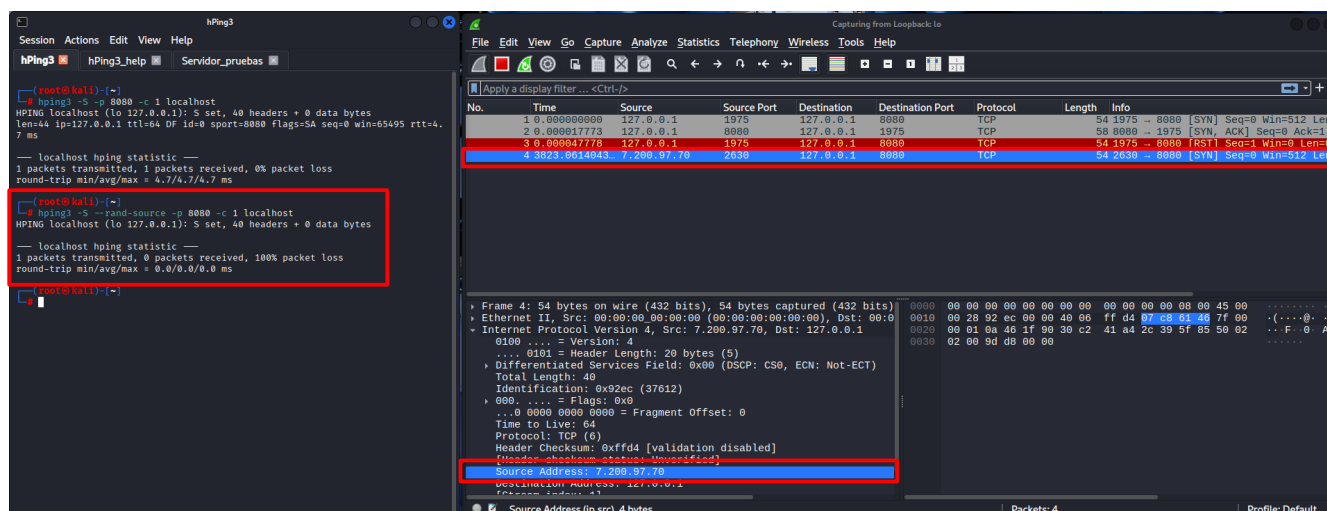 hPing3
Session Actions Edit View Help
hPing3 hPing3_help Servidor_pruebas
(root㉿kali)-[~]
# hping3 -S -p 8080 -c 1 localhost
HPING localhost (lo 127.0.0.1): S set, 40 headers + 0 data bytes
len=44 ip=127.0.0.1 ttl=64 DF id=0 sport=8080 flags=SA seq=0 win=65495 rtt=4.
7 ms
— localhost hping statistic —
1 packets transmitted, 1 packets received, 0% packet loss
round-trip min/avg/max = 4.7/4.7/4.7 ms
(root㉿kali)-[~]
# hping3 -S --rand-source -p 8080 -c 1 localhost
HPING localhost (lo 127.0.0.1): S set, 40 headers + 0 data bytes
— localhost hping statistic —
1 packets transmitted, 0 packets received, 100% packet loss
round-trip min/avg/max = 0.0/0.0/0.0 ms
(root㉿kali)-[~]
#
Capturing from Loopback: lo
File Edit View Go Capture Analyze Statistics Telephony Wireless Tools Help
Apply a display filter ... <Ctrl-/>
No. Time Source Source Port Destination Destination Port Protocol Length Info
1 0.000000000 127.0.0.1 1975 127.0.0.1 8080 TCP 54 1975 → 8080 [SYN] Seq=0 Win=512 Len
2 0.000017773 127.0.0.1 8080 127.0.0.1 1975 TCP 58 8080 → 1975 [SYN, ACK] Seq=0 Ack=1
3 0.000047778 127.0.0.1 1975 127.0.0.1 8080 TCP 54 1975 → 8080 [RST] Seq=1 Win=0 Len=
4 3823.0614043… 7.200.97.70 2630 127.0.0.1 8080 TCP 54 2630 → 8080 [SYN] Seq=0 Win=512 Len
Frame 4: 54 bytes on wire (432 bits), 54 bytes captured (432 bits)
Ethernet II, Src: 00:00:00_00:00:00 (00:00:00:00:00:00), Dst: 00:0
Internet Protocol Version 4, Src: 7.200.97.70, Dst: 127.0.0.1
0100 .... = Version: 4
.... 0101 = Header Length: 20 bytes (5)
Differentiated Services Field: 0x00 (DSCP: CS0, ECN: Not-ECT)
Total Length: 40
Identification: 0x92ec (37612)
000. .... = Flags: 0x0
...0 0000 0000 0000 = Fragment Offset: 0
Time to Live: 64
Protocol: TCP (6)
Header Checksum: 0xffd4 [validation disabled]
[Header checksum status: Unverified]
Source Address: 7.200.97.70
Destination Address: 127.0.0.1
[Stream index: 1]
0000 00 00 00 00 00 00 00 00 00 00 00 00 08 00 45 00
0010 00 28 92 ec 00 00 40 06 ff d4 07 c8 61 46 7f 00 ·(····@·
0020 00 01 0a 46 1f 90 30 c2 41 a4 2c 39 5f 85 50 02 ···F··0· A
0030 02 00 9d d8 00 00
Source Address (ip.src), 4 bytes Packets: 4 Profile: Default